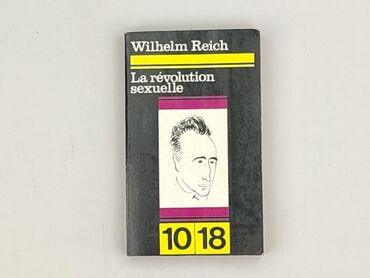 Wilhelm Reich
La révolution
sexuelle
10 18